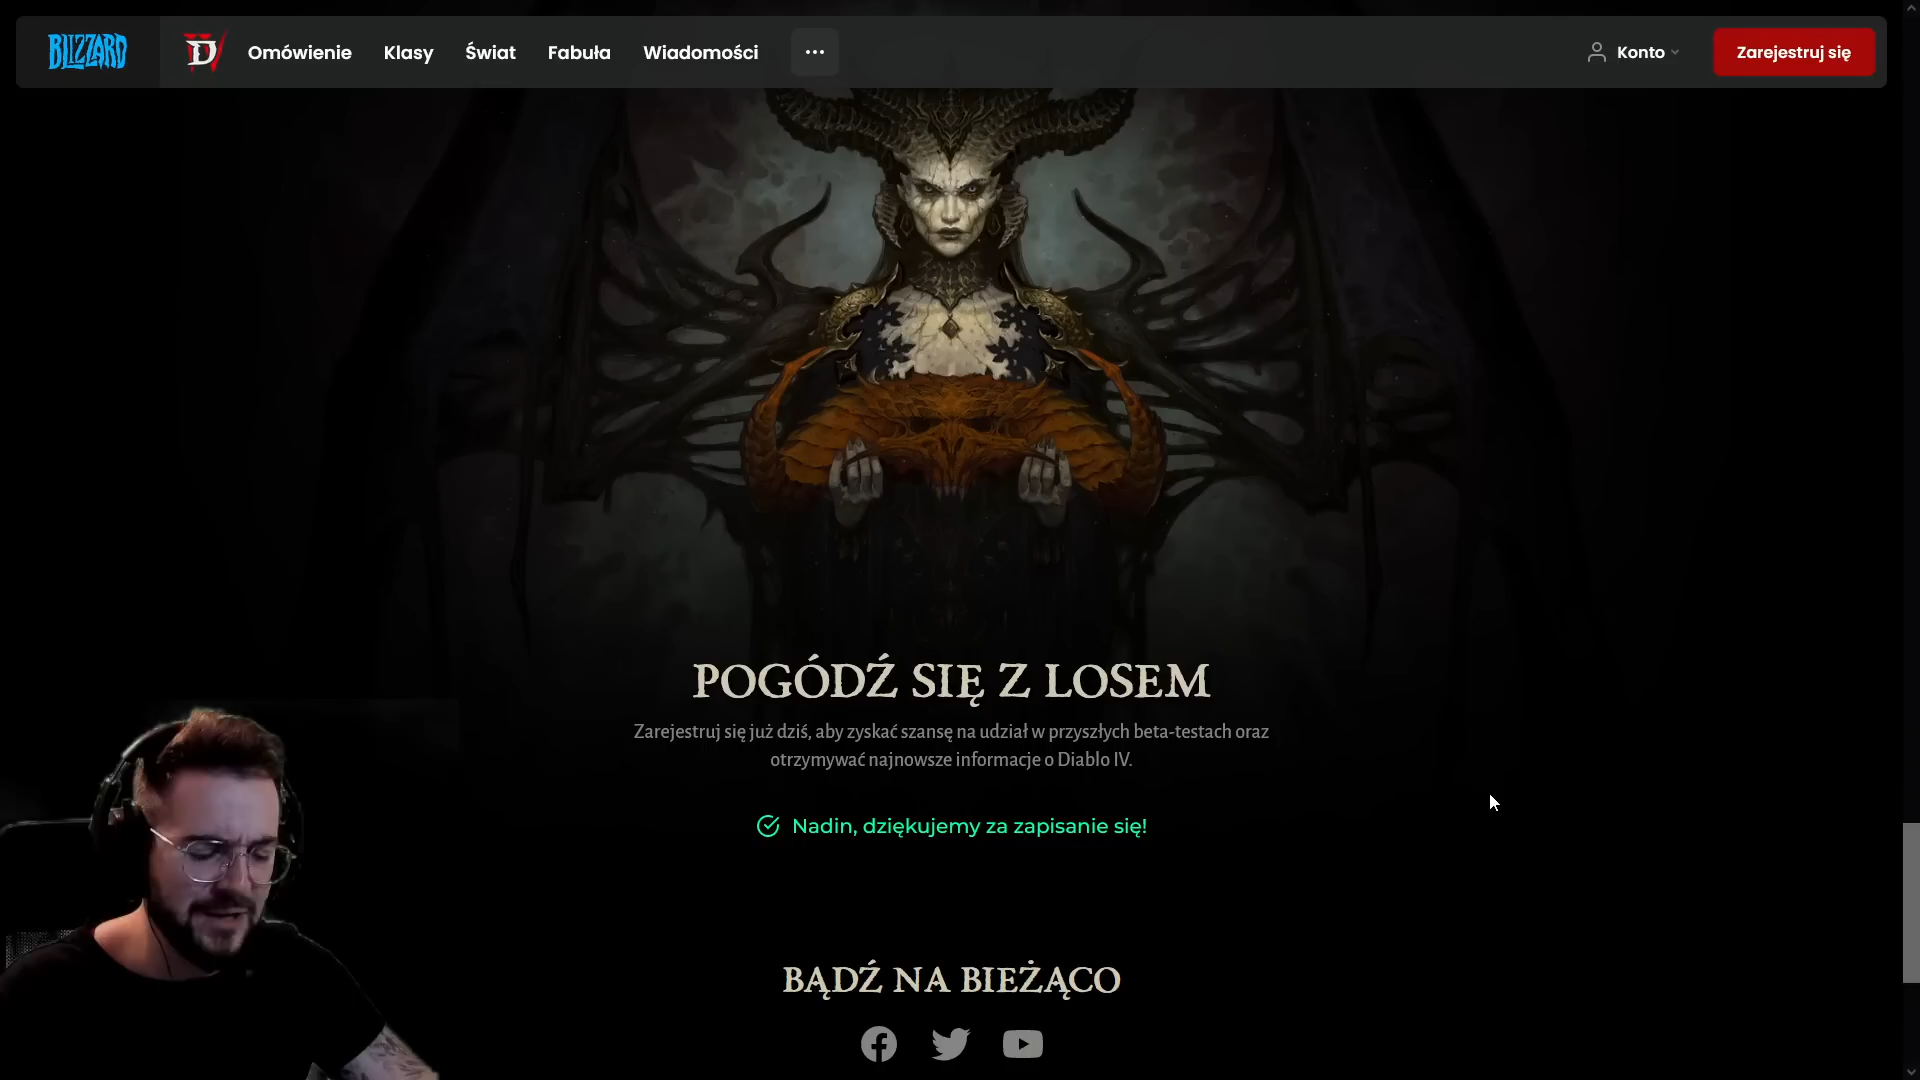 BLIZZARD
D
Omówienie
Klasy
Świat
Fabuła
Wiadomości
Konto
Zarejestruj się
POGÓDŹ SIĘ Z LOSEM
Zarejestruj się już dziś, aby zyskać szansę na udział w przyszłych beta-testach oraz
otrzymywać najnowsze informacje o Diablo IV.
Nadin, dziękujemy za zapisanie się!
BĄDŹ NA BIEŻĄCO